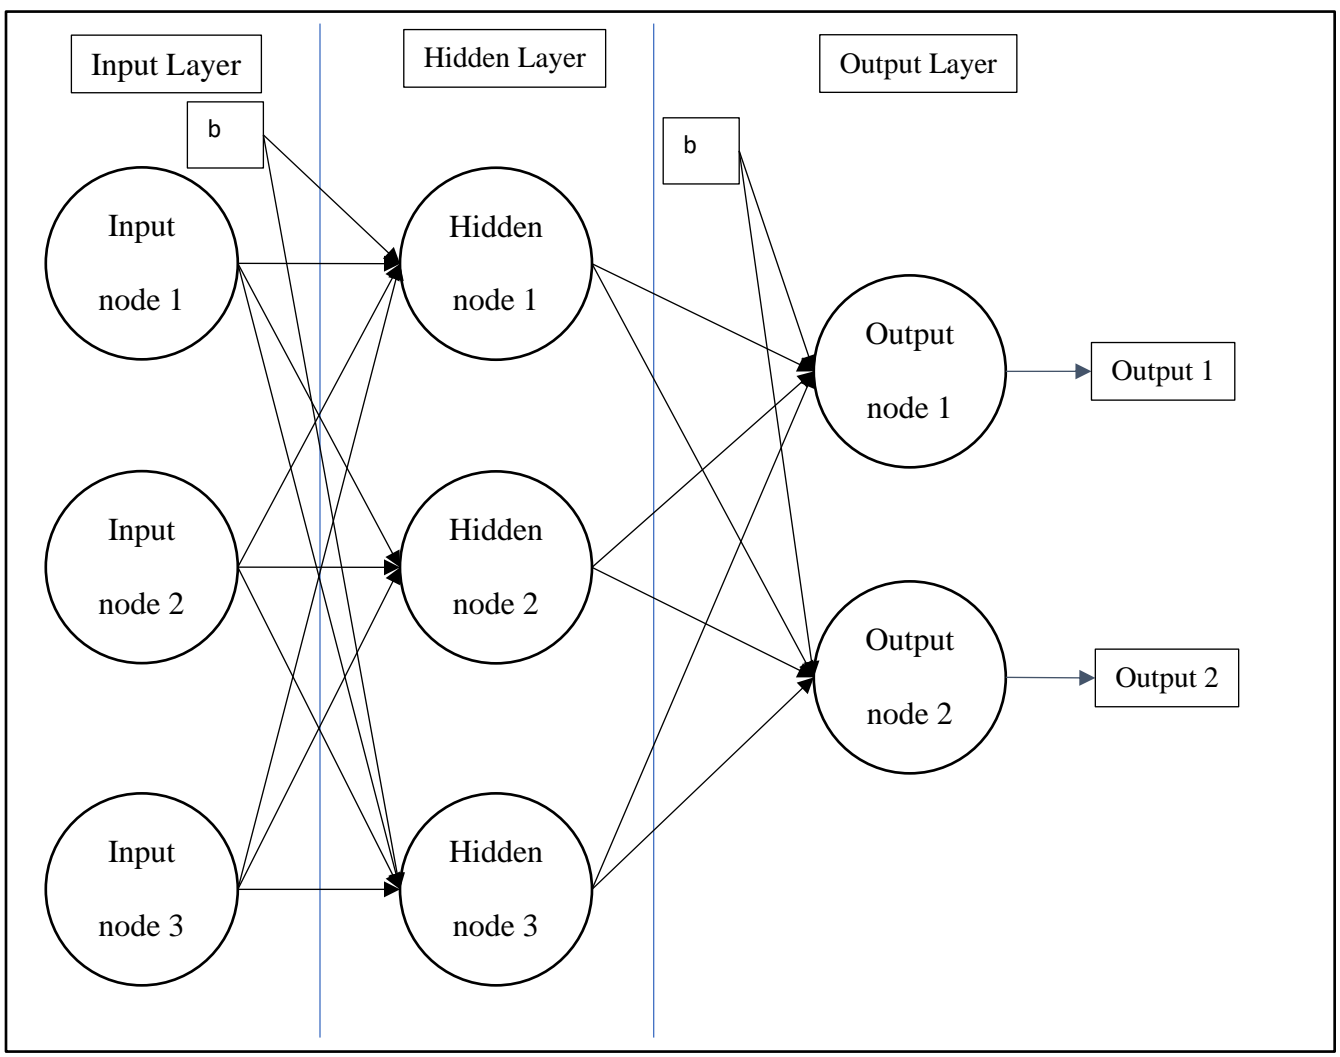 Input Layer
Hidden Layer
Output Layer
b
b
Input
node 1
Hidden
node 1
Output
node 1
Output 1
Input
node 2
Hidden
node 2
Output
node 2
Output 2
Input
node 3
Hidden
node 3